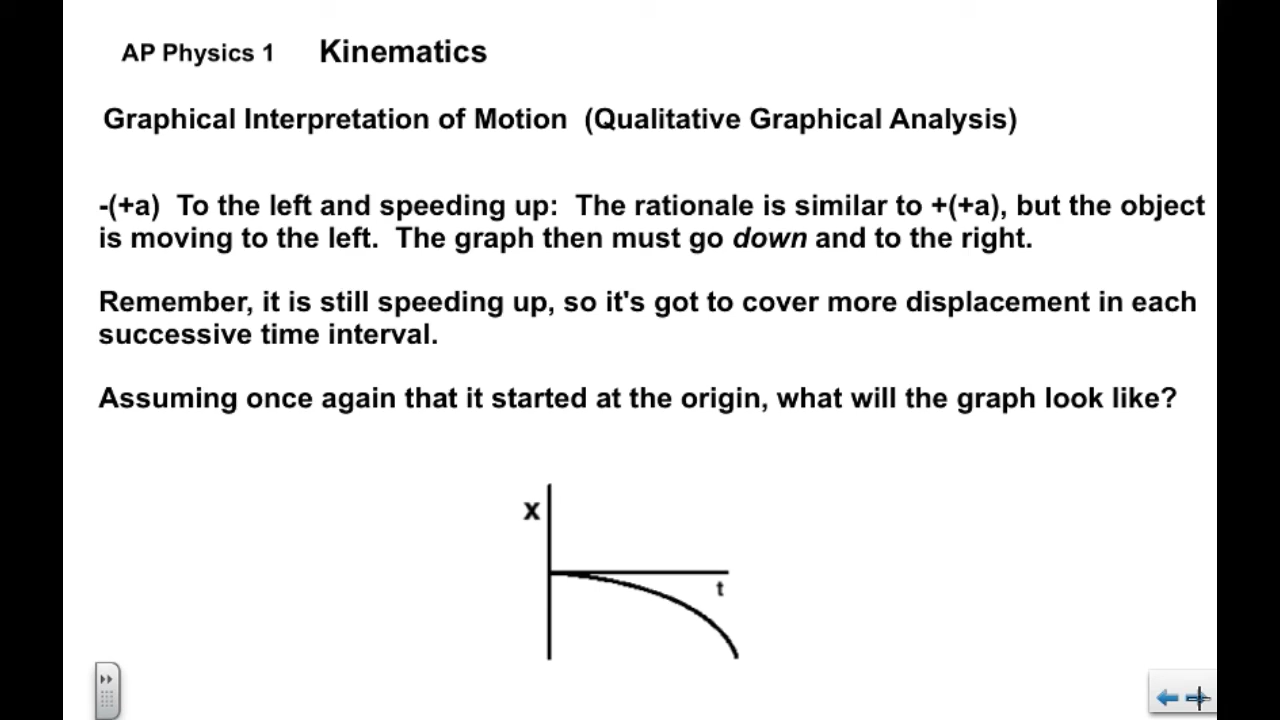 AP Physics 1 Kinematics
Graphical Interpretation of Motion (Qualitative Graphical Analysis)
-(+a) To the left and speeding up: The rationale is similar to +(+a), but the object
is moving to the left. The graph then must go down and to the right.
Remember, it is still speeding up, so it's got to cover more displacement in each
successive time interval.
Assuming once again that it started at the origin, what will the graph look like?
x
t